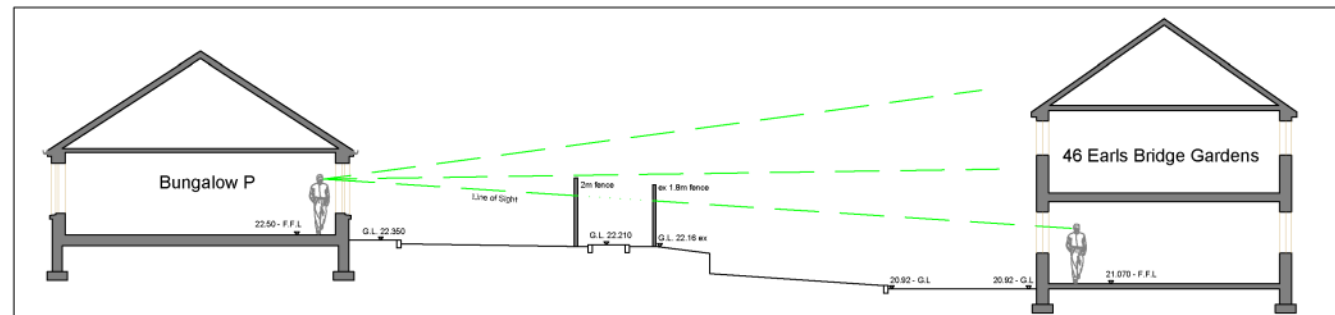 46 Earls Bridge Gardens
Bungalow P
2m fence
ex 1.8m fence
Line of Sight
22.50 - F.F.L
G.L. 22.350
G.L. 22.210
G.L. 22.16 ex
20.92 - G.L
20.92 - G.L
21.070 - F.F.L